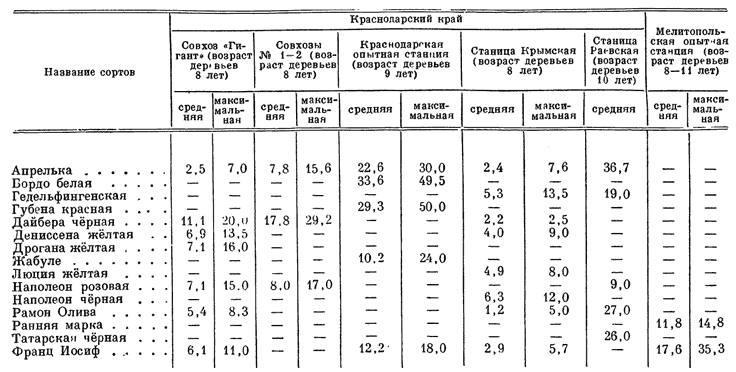 Название сортов
Краснодарский край
Мелитопольская опытная станция (возраст деревьев 8—11 лет)
Совхоз «Гигант» (возраст деревьев 8 лет)
Совхозы № 1—2 (возраст деревьев 8 лет)
Краснодарская опытная станция (возраст деревьев 9 лет)
Станица Крымская (возраст деревьев 8 лет)
Станица Раевская (возраст деревьев 10 лет)
средняя максимальная средняя максимальная средняя максимальная средняя максимальная средняя средняя максимальная
Апрелька . . . . . . . 2,5 7,0 7,8 15,6 22,6 30,0 2,4 7,6 36,7 — —
Бордо белая . . . . . — — — — 33,6 49,5 — — — — —
Гедельфингенская . . . — — — — — — 5,3 13,5 19,0 — —
Губена красная . . . . — — — — 29,3 50,0 — — — — —
Дайбера чёрная . . . . 11,1 20,0 17,8 29,2 — — 2,2 2,5 — — —
Дениссена жёлтая . . . 6,9 13,5 — — — — 4,0 9,0 — — —
Дрогана жёлтая . . . . 7,1 16,0 — — — — — — — — —
Жабуле . . . . . . . . — — — — 10,2 24,0 — — — — —
Люция жёлтая . . . . — — — — — — 4,9 8,0 — — —
Наполеон розовая . . . 7,1 15.0 8,0 17,0 — — — — 9,0 — —
Наполеон чёрная . . . — — — — — — 6,3 12,0 — — —
Рамон Олива . . . . . 5,4 8,3 — — — — 1,2 5,0 27,0 — —
Ранняя марка . . . . . — — — — — — — — — 11,8 14,8
Татарская чёрная . . . — — — — — — — — 26,0 — —
Франц Иосиф . . . . . 6,1 11,0 — — 12,2 18,0 2,9 5,7 — 17,6 35,3